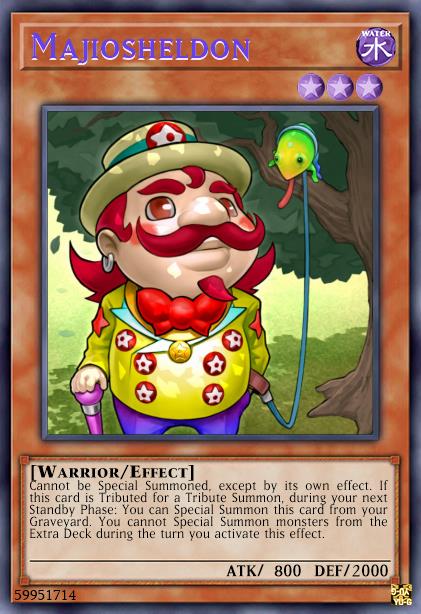 Majiosheldon
WATER
水
[Warrior/Effect]
Cannot be Special Summoned, except by its own effect. If
this card is Tributed for a Tribute Summon, during your next
Standby Phase: You can Special Summon this card from your
Graveyard. You cannot Special Summon monsters from the
Extra Deck during the turn you activate this effect.
ATK/ 800 DEF/2000
59951714